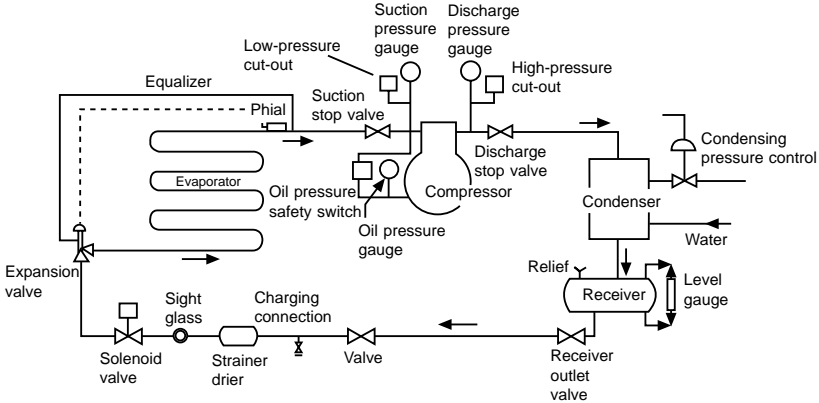 Suction
pressure
gauge
Discharge
pressure
gauge
Low-pressure
cut-out
High-pressure
cut-out
Equalizer
Phial
Suction
stop valve
Discharge
stop valve
Condensing
pressure control
Evaporator
Oil pressure
safety switch
Compressor
Oil pressure
gauge
Condenser
Water
Expansion
valve
Relief
Receiver
Level
gauge
Sight
glass
Charging
connection
Solenoid
valve
Strainer
drier
Valve
Receiver
outlet
valve